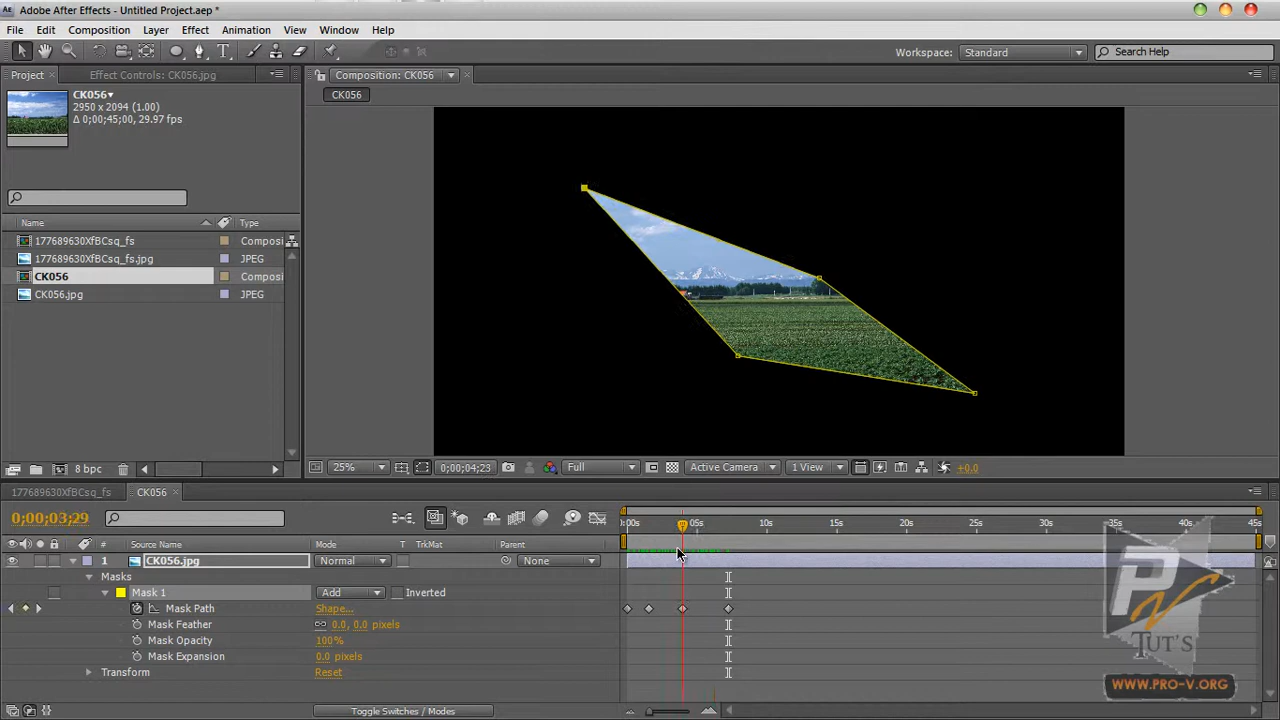 Ae Adobe After Effects - Untitled Project.aep *
File Edit Composition Layer Effect Animation View Window Help
Workspace: Standard Search Help
Project Effect Controls: CK056.jpg Composition: CK056
CK056
CK056▾
2950 x 2094 (1.00)
Δ 0;00;45;00, 29.97 fps
Name Type
177689630XfBCsq_fs Composi
177689630XfBCsq_fs.jpg JPEG
CK056 Composi
CK056.jpg JPEG
8 bpc
25% 0;00;04;23 Full Active Camera 1 View +0.0
177689630XfBCsq_fs CK056
0;00;03;29
0:00s 05s 10s 15s 20s 25s 30s 35s 40s 45s
# Source Name Mode T TrkMat Parent
1 CK056.jpg Normal None
Masks
Mask 1 Add Inverted
Mask Path Shape...
Mask Feather 0.0, 0.0 pixels
Mask Opacity 100%
Mask Expansion 0.0 pixels
Transform Reset
Toggle Switches / Modes
PV
TUT'S
WWW.PRO-V.ORG